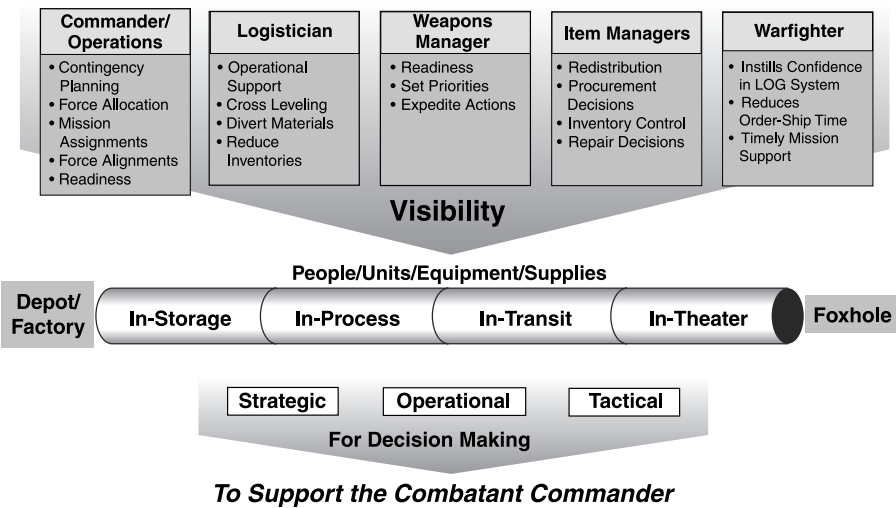 Commander/
Operations
• Contingency
Planning
• Force Allocation
• Mission
Assignments
• Force Alignments
• Readiness
Logistician
• Operational
Support
• Cross Leveling
• Divert Materials
• Reduce
Inventories
Weapons
Manager
• Readiness
• Set Priorities
• Expedite Actions
Item Managers
• Redistribution
• Procurement
Decisions
• Inventory Control
• Repair Decisions
Warfighter
• Instills Confidence
in LOG System
• Reduces
Order-Ship Time
• Timely Mission
Support
Visibility
People/Units/Equipment/Supplies
Depot/
Factory
In-Storage
In-Process
In-Transit
In-Theater
Foxhole
Strategic
Operational
Tactical
For Decision Making
To Support the Combatant Commander